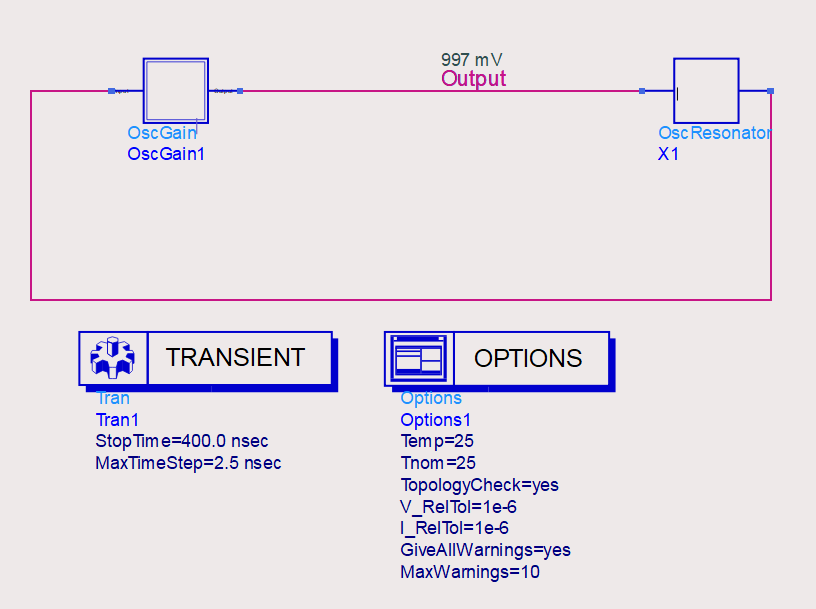 997 mV
Output
Output
OscGain
OscGain1
OscResonator
X1
TRANSIENT
Tran
Tran1
StopTime=400.0 nsec
MaxTimeStep=2.5 nsec
OPTIONS
Options
Options1
Temp=25
Tnom=25
TopologyCheck=yes
V_RelTol=1e-6
I_RelTol=1e-6
GiveAllWarnings=yes
MaxWarnings=10